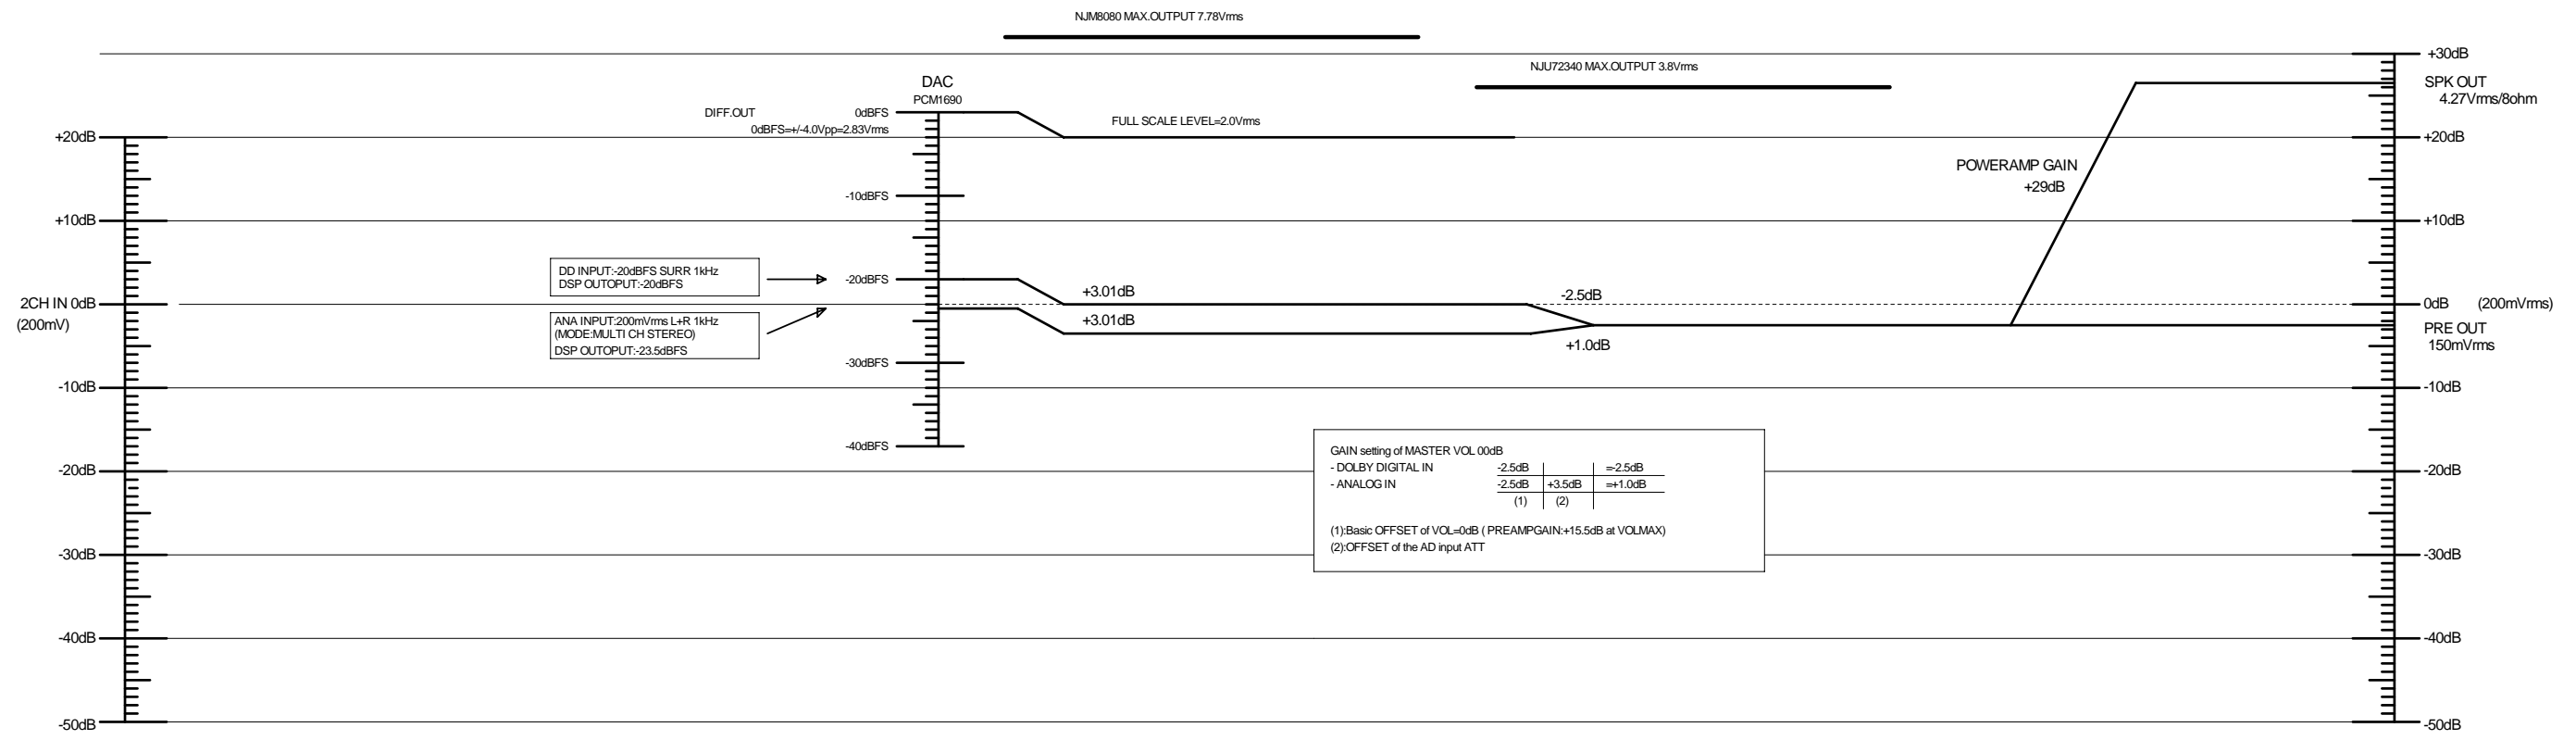 NJM8080 MAX.OUTPUT 7.78Vrms
+30dB
NJU72340 MAX.OUTPUT 3.8Vrms
DAC
PCM1690
SPK OUT
4.27Vrms/8ohm
DIFF.OUT
0dBFS
0dBFS=+/-4.0Vpp=2.83Vrms
FULL SCALE LEVEL=2.0Vrms
+20dB
+20dB
POWERAMP GAIN
+29dB
-10dBFS
+10dB
+10dB
DD INPUT:-20dBFS SURR 1kHz
DSP OUTOPUT:-20dBFS
-20dBFS
+3.01dB
-2.5dB
2CH IN 0dB
(200mV)
0dB (200mVrms)
ANA INPUT:200mVrms L+R 1kHz
(MODE:MULTI CH STEREO)
DSP OUTOPUT:-23.5dBFS
+3.01dB
+1.0dB
PRE OUT
150mVrms
-30dBFS
-10dB
-10dB
-40dBFS
GAIN setting of MASTER VOL 00dB
- DOLBY DIGITAL IN -2.5dB =-2.5dB
- ANALOG IN -2.5dB +3.5dB =+1.0dB
(1) (2)
(1):Basic OFFSET of VOL=0dB ( PREAMPGAIN:+15.5dB at VOLMAX)
(2):OFFSET of the AD input ATT
-20dB
-20dB
-30dB
-30dB
-40dB
-40dB
-50dB
-50dB